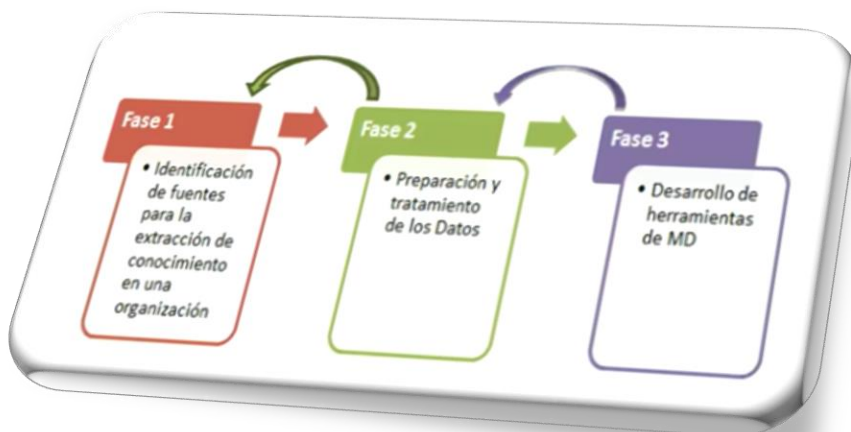 Fase 1
• Identificación
de fuentes
para la
extracción de
conocimiento
en una
organización
Fase 2
• Preparación y
tratamiento
de los Datos
Fase 3
• Desarrollo de
herramientas
de MD